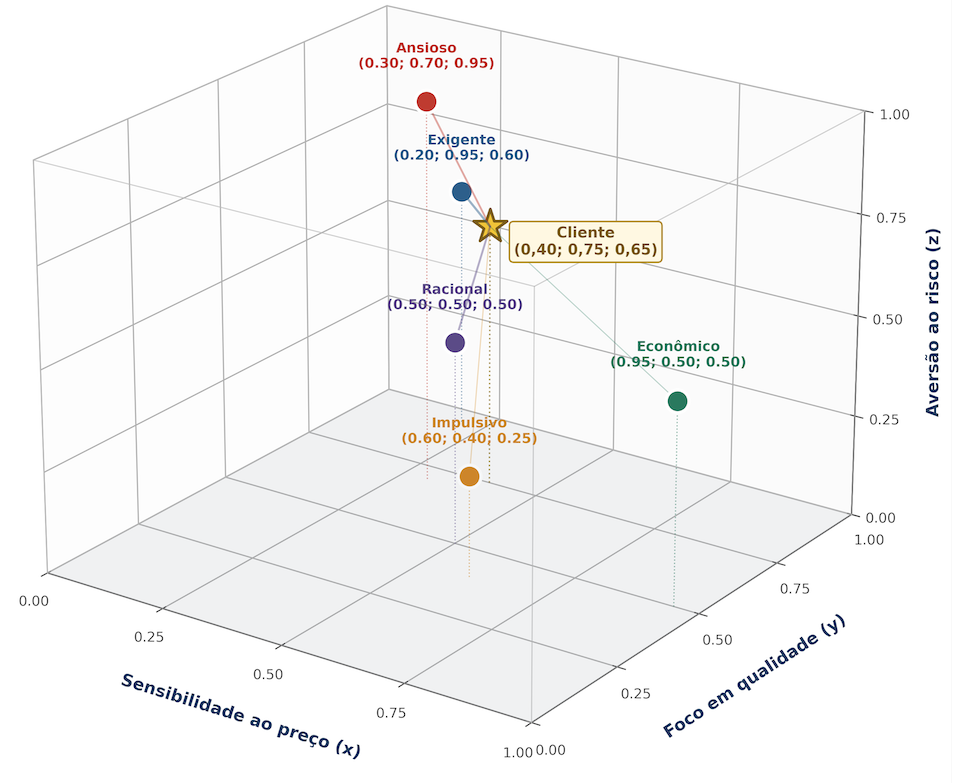 Ansioso
(0.30; 0.70; 0.95)
Exigente
(0.20; 0.95; 0.60)
Cliente
(0,40; 0,75; 0,65)
Racional
(0.50; 0.50; 0.50)
Econômico
(0.95; 0.50; 0.50)
Impulsivo
(0.60; 0.40; 0.25)
1.00
0.75
0.50
0.25
0.00
Aversão ao risco (z)
1.00
0.75
0.50
0.25
0.00
Foco em qualidade (y)
0.00
0.25
0.50
0.75
1.00
Sensibilidade ao preço (x)